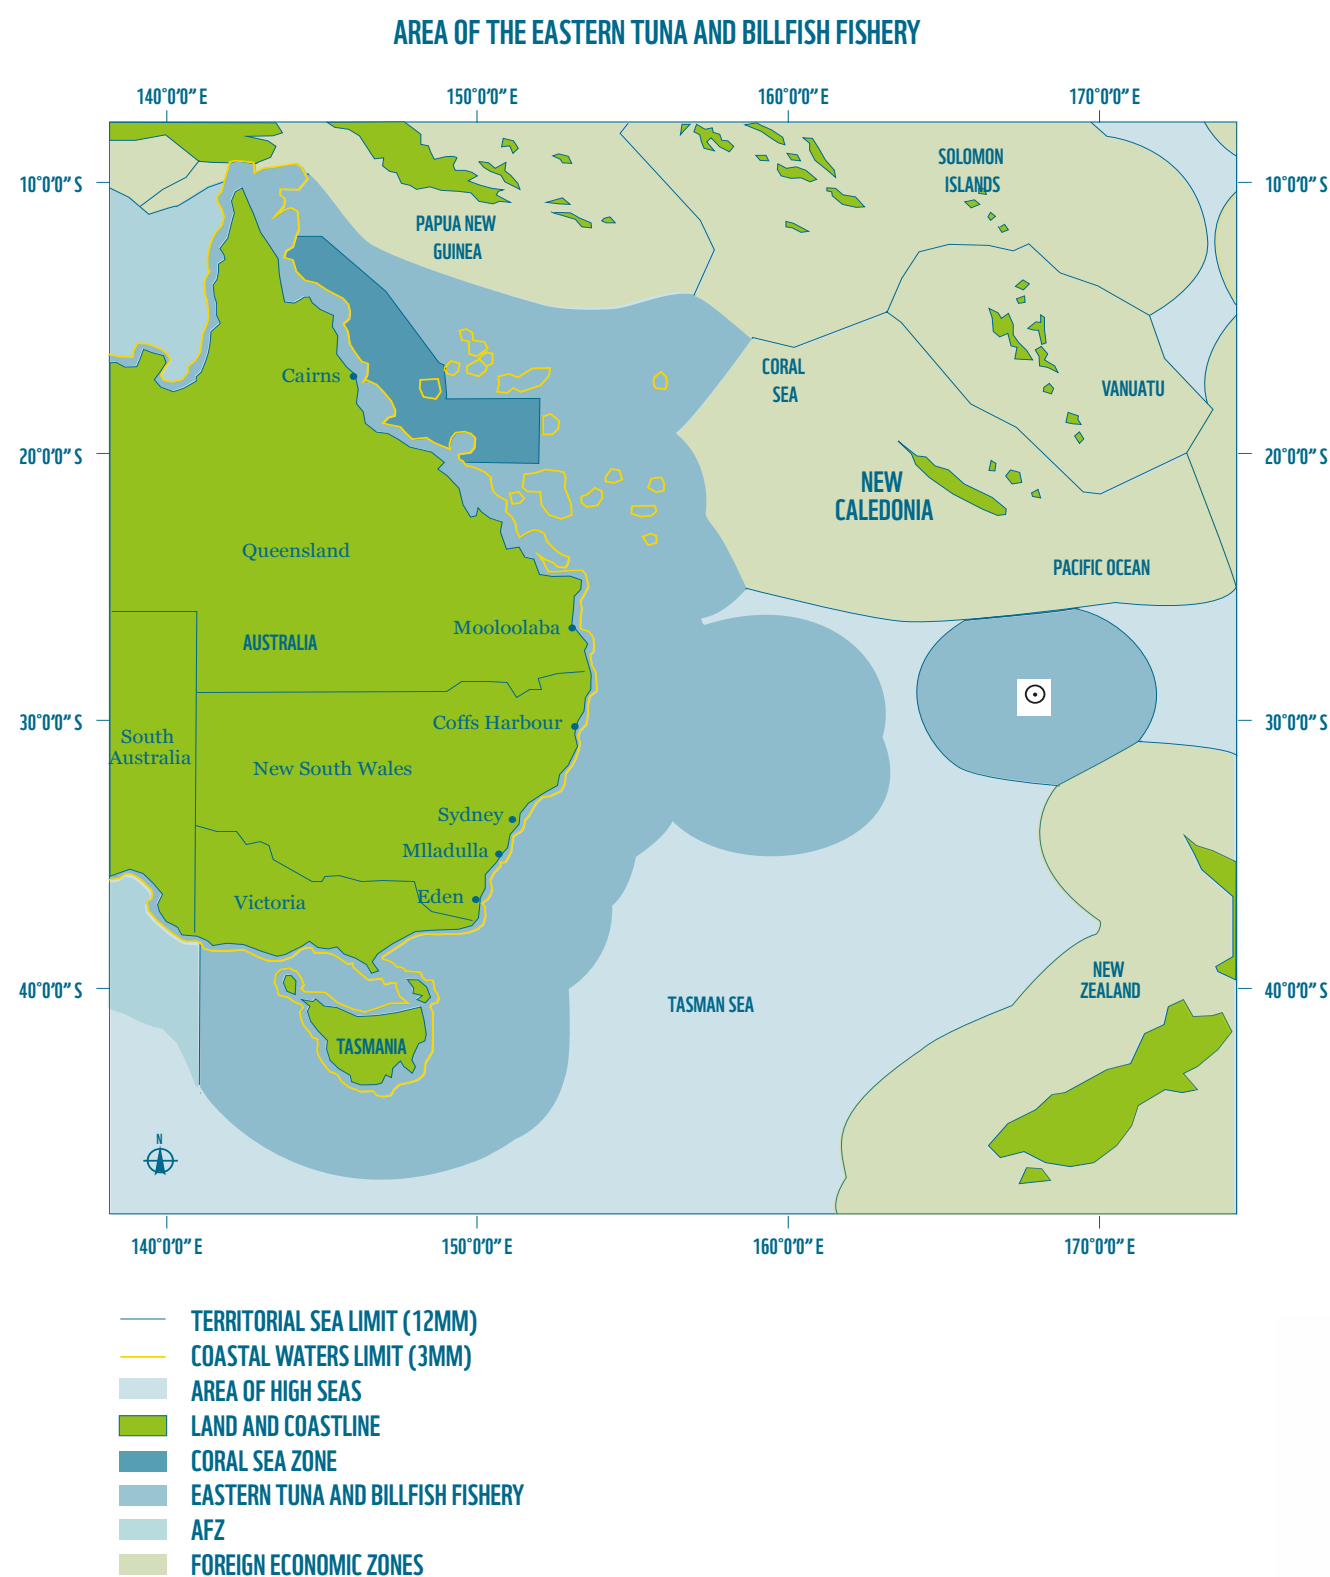 AREA OF THE EASTERN TUNA AND BILLFISH FISHERY
140°0'0" E
150°0'0" E
160°0'0" E
170°0'0" E
10°0'0" S
10°0'0" S
SOLOMON
ISLANDS
PAPUA NEW
GUINEA
CORAL
SEA
Cairns
VANUATU
20°0'0" S
20°0'0" S
NEW
CALEDONIA
Queensland
PACIFIC OCEAN
Mooloolaba
AUSTRALIA
30°0'0" S
30°0'0" S
Coffs Harbour
South
Australia
New South Wales
Sydney
Mlladulla
Eden
Victoria
NEW
ZEALAND
40°0'0" S
40°0'0" S
TASMAN SEA
TASMANIA
N
140°0'0" E
150°0'0" E
160°0'0" E
170°0'0" E
TERRITORIAL SEA LIMIT (12MM)
COASTAL WATERS LIMIT (3MM)
AREA OF HIGH SEAS
LAND AND COASTLINE
CORAL SEA ZONE
EASTERN TUNA AND BILLFISH FISHERY
AFZ
FOREIGN ECONOMIC ZONES